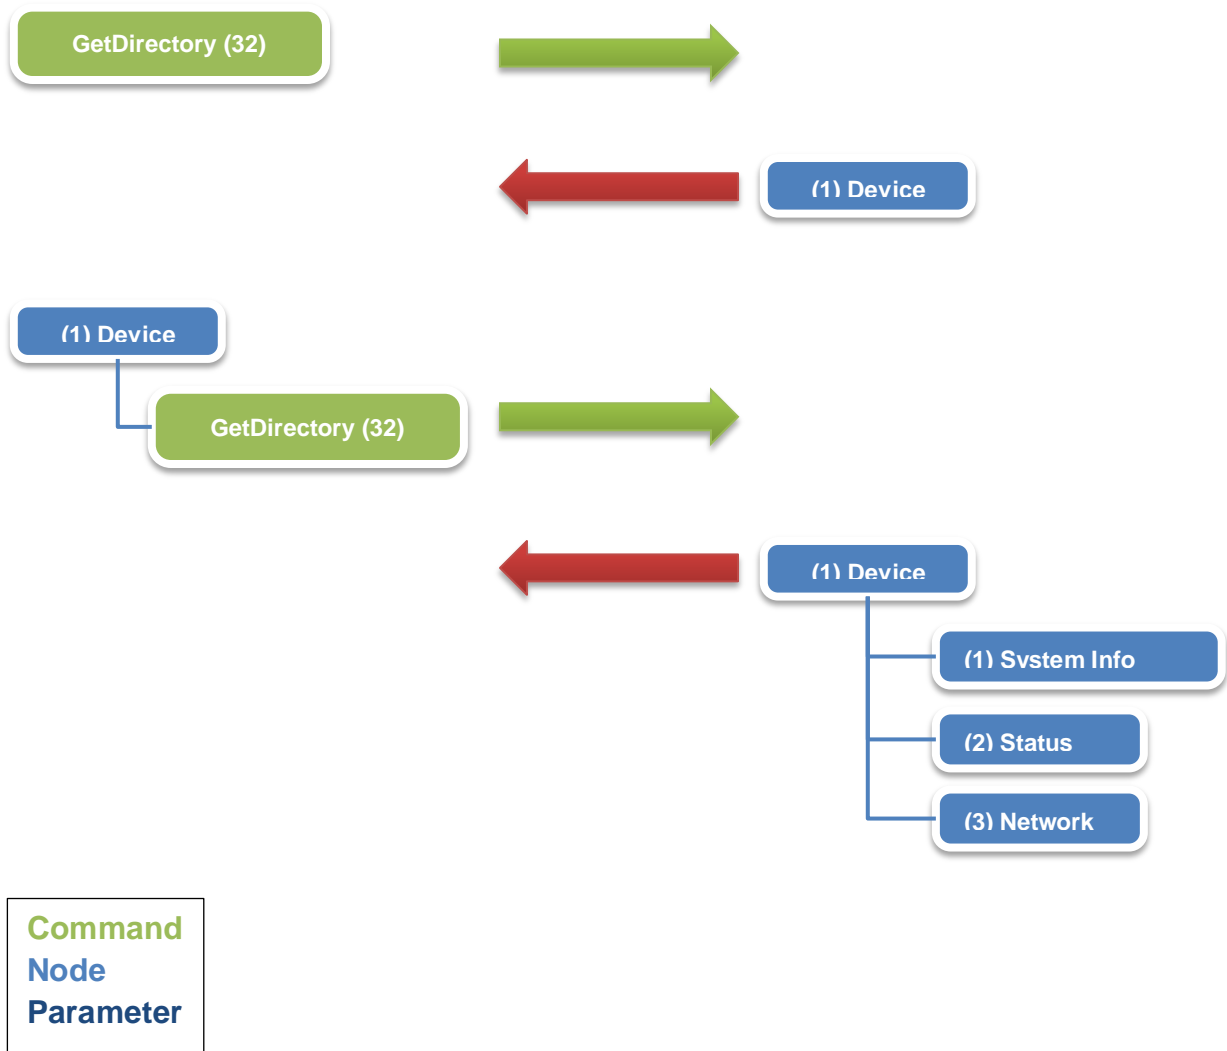 GetDirectory (32)
(1) Device
(1) Device
GetDirectory (32)
(1) Device
(1) System Info
(2) Status
(3) Network
Command
Node
Parameter